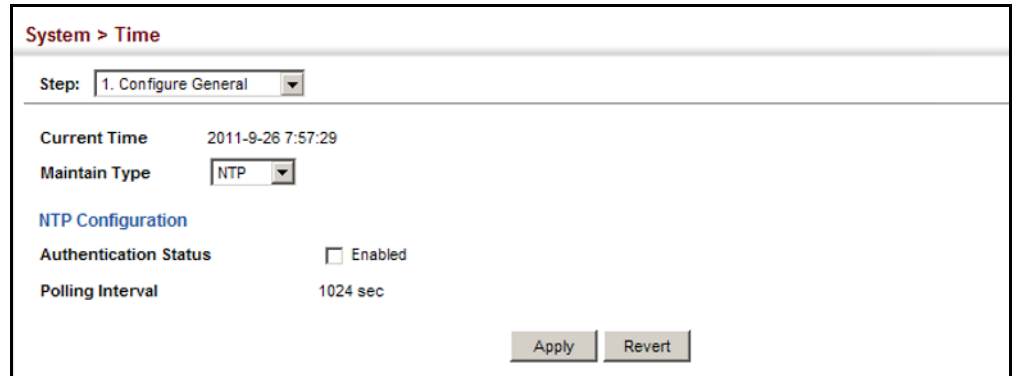 System > Time
Step: 1. Configure General
Current Time 2011-9-26 7:57:29
Maintain Type NTP
NTP Configuration
Authentication Status Enabled
Polling Interval 1024 sec
Apply Revert